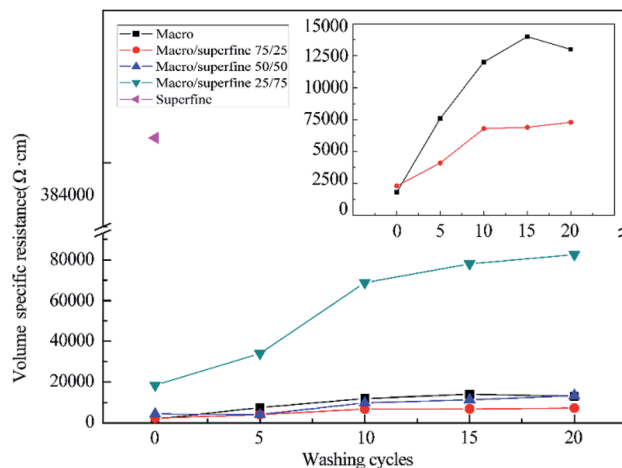 Macro
Macro/superfine 75/25
Macro/superfine 50/50
Macro/superfine 25/75
Superfine
15000
12500
10000
7500
5000
2500
0
0 5 10 15 20
Volume specific resistance(Ω·cm)
384000
80000
60000
40000
20000
0
0 5 10 15 20
Washing cycles